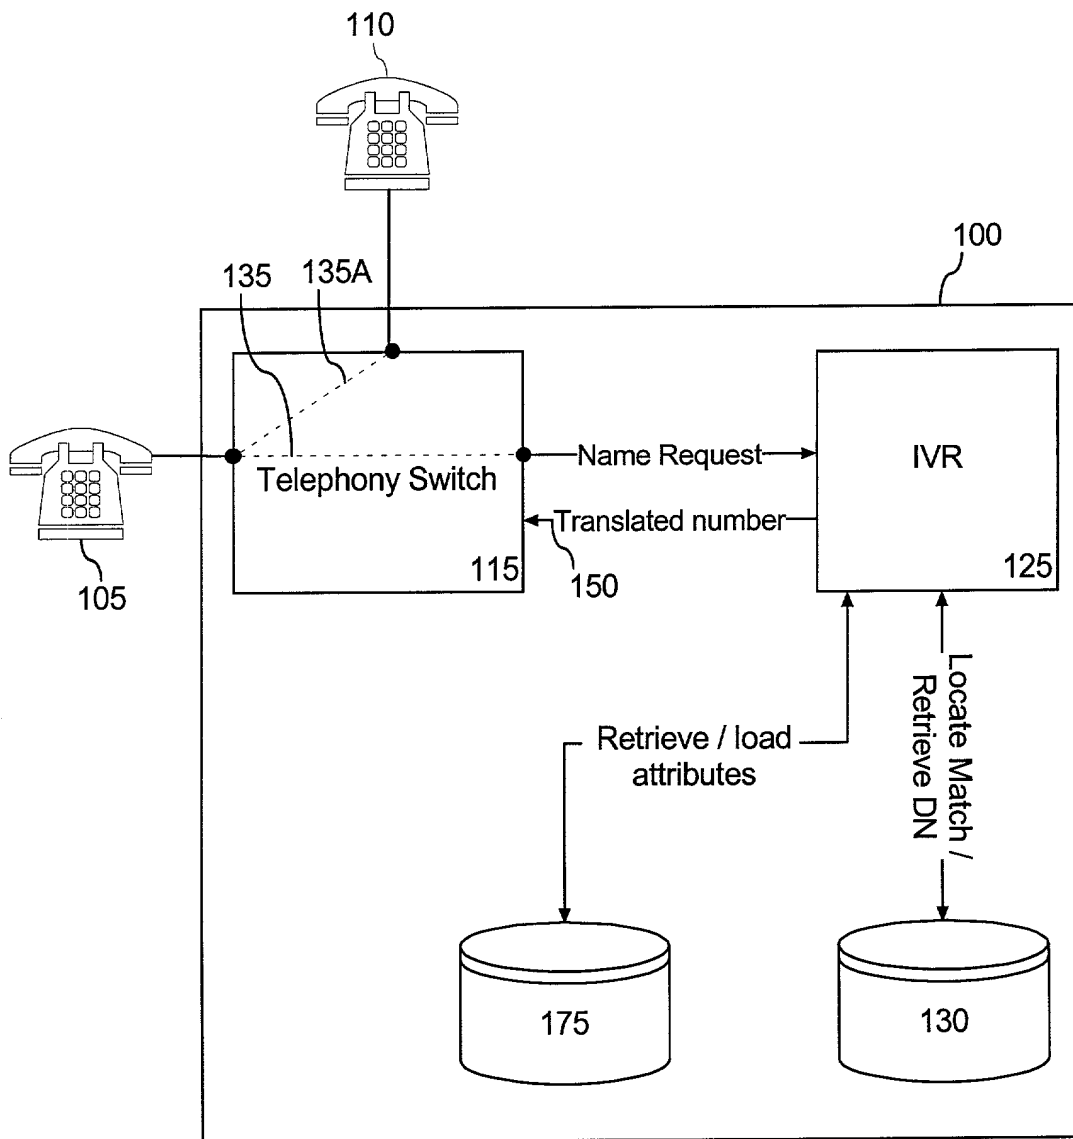 110
100
135
135A
Name Request
IVR
Telephony Switch
Translated number
115
150
125
105
Locate Match /
Retrieve DN
Retrieve / load
attributes
175
130